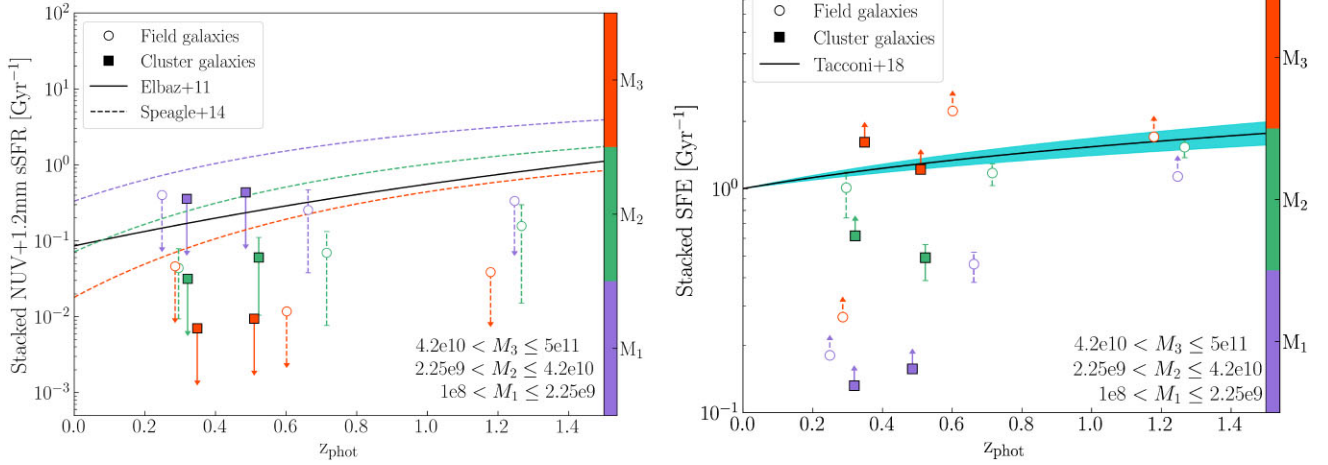 Stacked NUV+1.2mm sSFR [Gyr⁻¹]
10⁵
10⁴
10³
10²
10¹
10⁰
10⁻¹
10⁻²
10⁻³
Field galaxies
Cluster galaxies
Elbaz+11
Speagle+14
4.2e10 < M₃ ≤ 5e11
2.25e9 < M₂ ≤ 4.2e10
1e8 < M₁ ≤ 2.25e9
0.0 0.2 0.4 0.6 0.8 1.0 1.2 1.4
z_phot
M₃
M₂
M₁
Stacked SFE [Gyr⁻¹]
10⁰
10⁻¹
Field galaxies
Cluster galaxies
Tacconi+18
4.2e10 < M₃ ≤ 5e11
2.25e9 < M₂ ≤ 4.2e10
1e8 < M₁ ≤ 2.25e9
0.0 0.2 0.4 0.6 0.8 1.0 1.2 1.4
z_phot
M₃
M₂
M₁